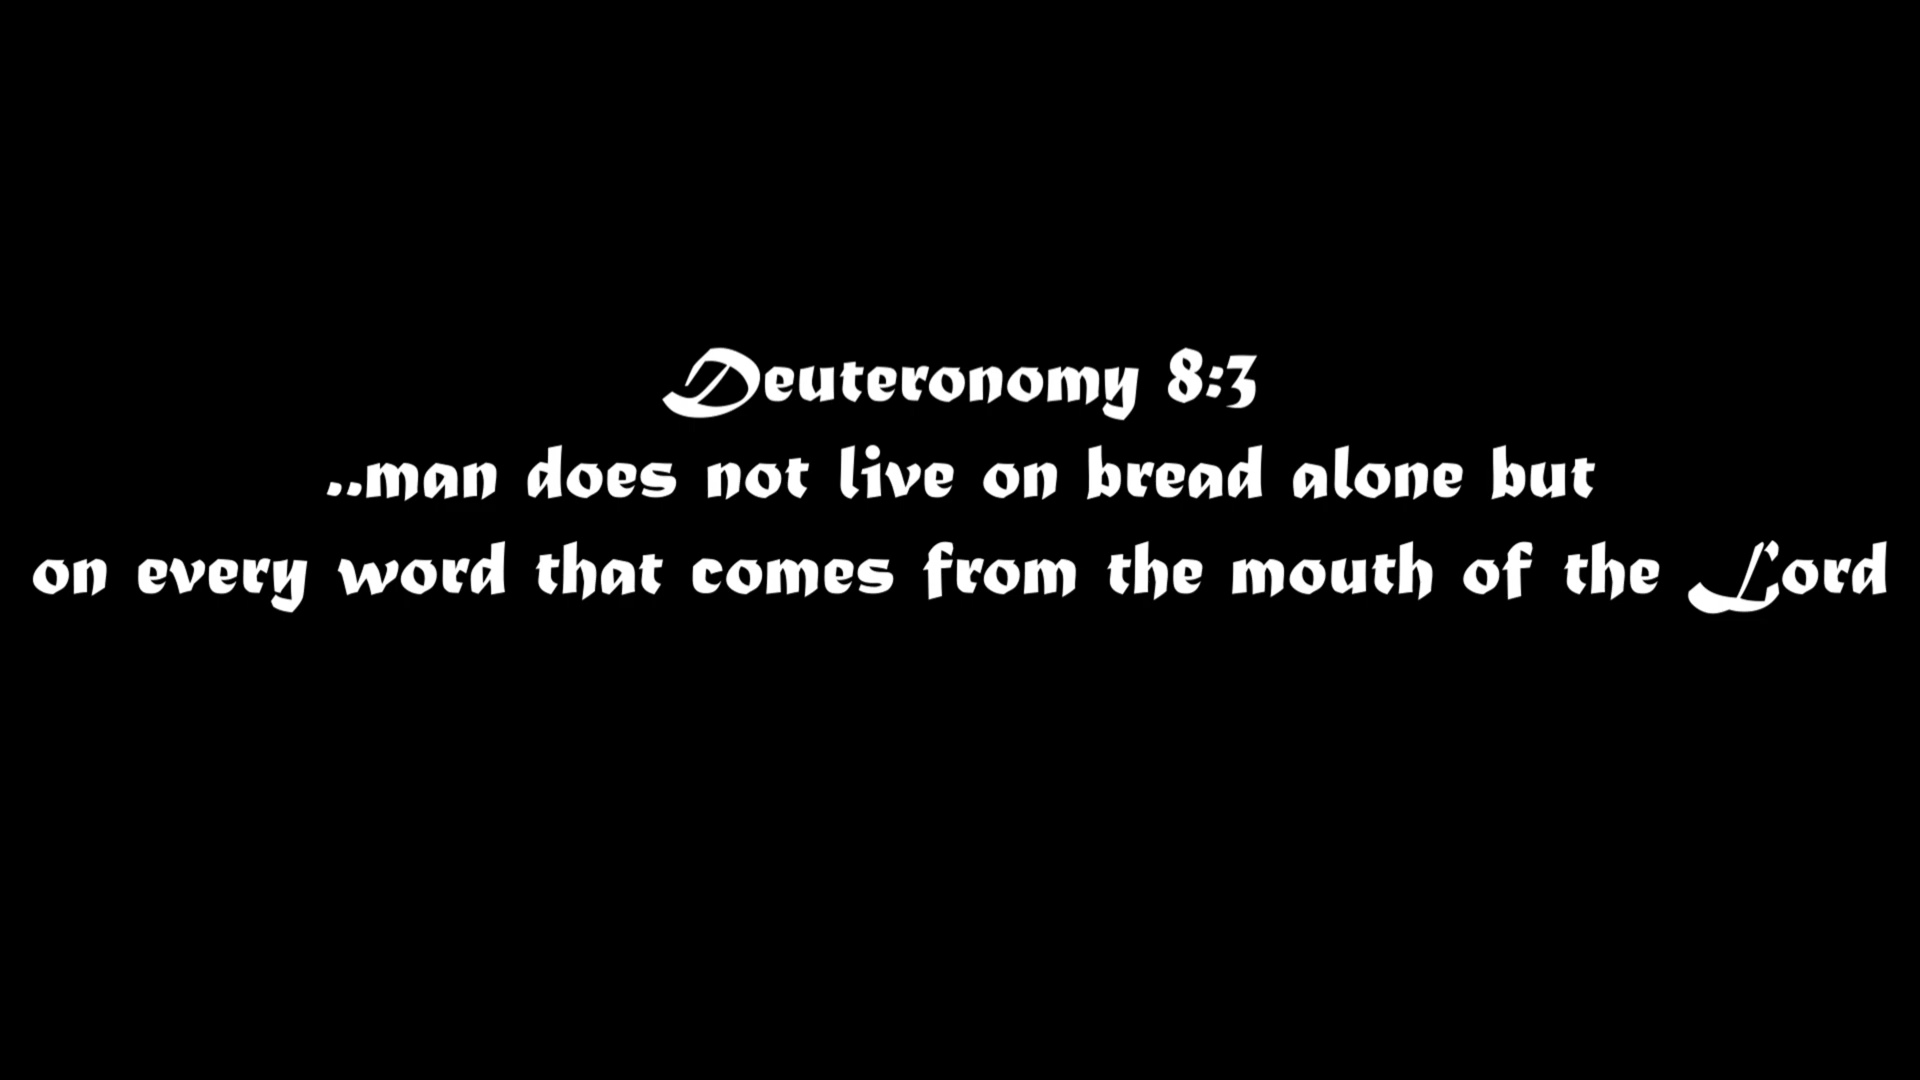 Deuteronomy 8:3
..man does not live on bread alone but
on every word that comes from the mouth of the Lord